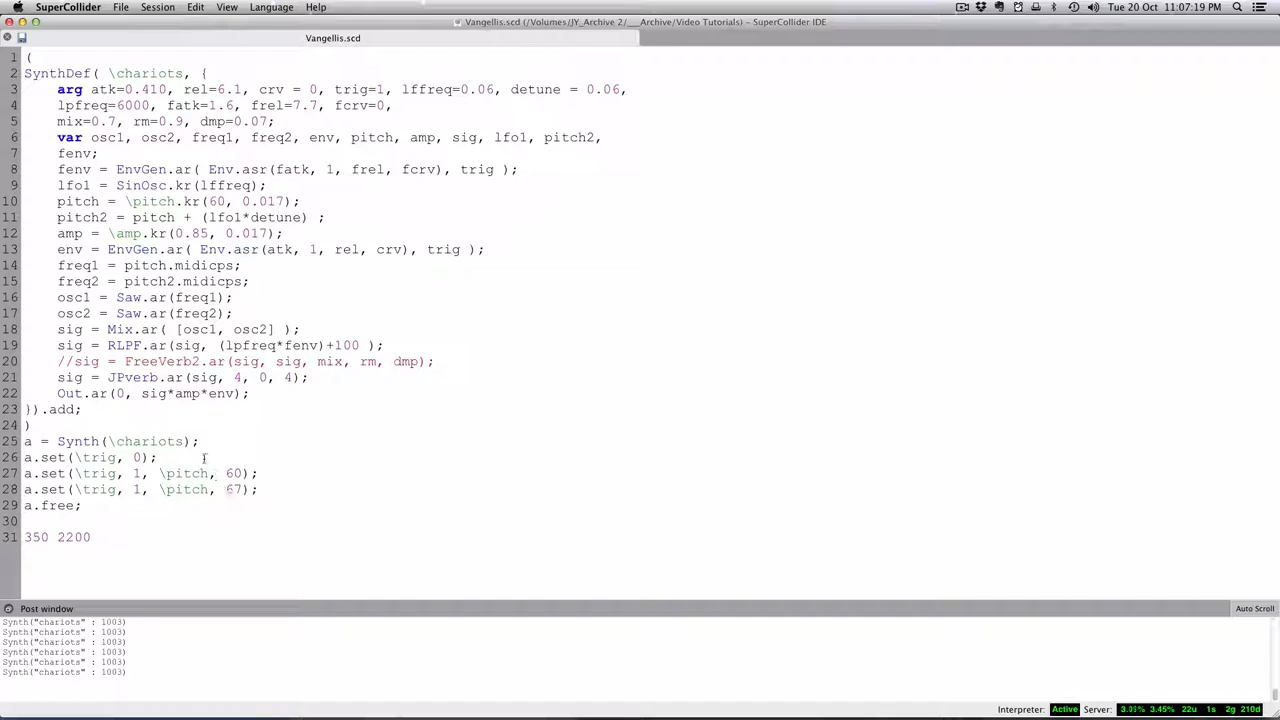 SuperCollider File Session Edit View Language Help Tue 20 Oct 11:07:19 AM
Vangellis.scd (/Volumes/JY_Archive 2/___Archive/Video Tutorials) - SuperCollider IDE
Vangellis.scd
1 (
2 SynthDef( \chariots, {
3 arg atk=0.410, rel=6.1, crv = 0, trig=1, lffreq=0.06, detune = 0.06,
4 lpfreq=6000, fatk=1.6, frel=7.7, fcrv=0,
5 mix=0.7, rm=0.9, dmp=0.07;
6 var osc1, osc2, freq1, freq2, env, pitch, amp, sig, lfo1, pitch2,
7 fenv;
8 fenv = EnvGen.ar( Env.asr(fatk, 1, frel, fcrv), trig );
9 lfo1 = SinOsc.kr(lffreq);
10 pitch = \pitch.kr(60, 0.017);
11 pitch2 = pitch + (lfo1*detune) ;
12 amp = \amp.kr(0.85, 0.017);
13 env = EnvGen.ar( Env.asr(atk, 1, rel, crv), trig );
14 freq1 = pitch.midicps;
15 freq2 = pitch2.midicps;
16 osc1 = Saw.ar(freq1);
17 osc2 = Saw.ar(freq2);
18 sig = Mix.ar( [osc1, osc2] );
19 sig = RLPF.ar(sig, (lpfreq*fenv)+100 );
20 //sig = FreeVerb2.ar(sig, sig, mix, rm, dmp);
21 sig = JPverb.ar(sig, 4, 0, 4);
22 Out.ar(0, sig*amp*env);
23 }).add;
24 )
25 a = Synth(\chariots);
26 a.set(\trig, 0);
27 a.set(\trig, 1, \pitch, 60);
28 a.set(\trig, 1, \pitch, 67);
29 a.free;
30
31 350 2200
Post window Auto Scroll
Synth("chariots" : 1003)
Synth("chariots" : 1003)
Synth("chariots" : 1003)
Synth("chariots" : 1003)
Synth("chariots" : 1003)
Synth("chariots" : 1003)
Interpreter: Active Server: 3.45% 22u 1s 2g 210d